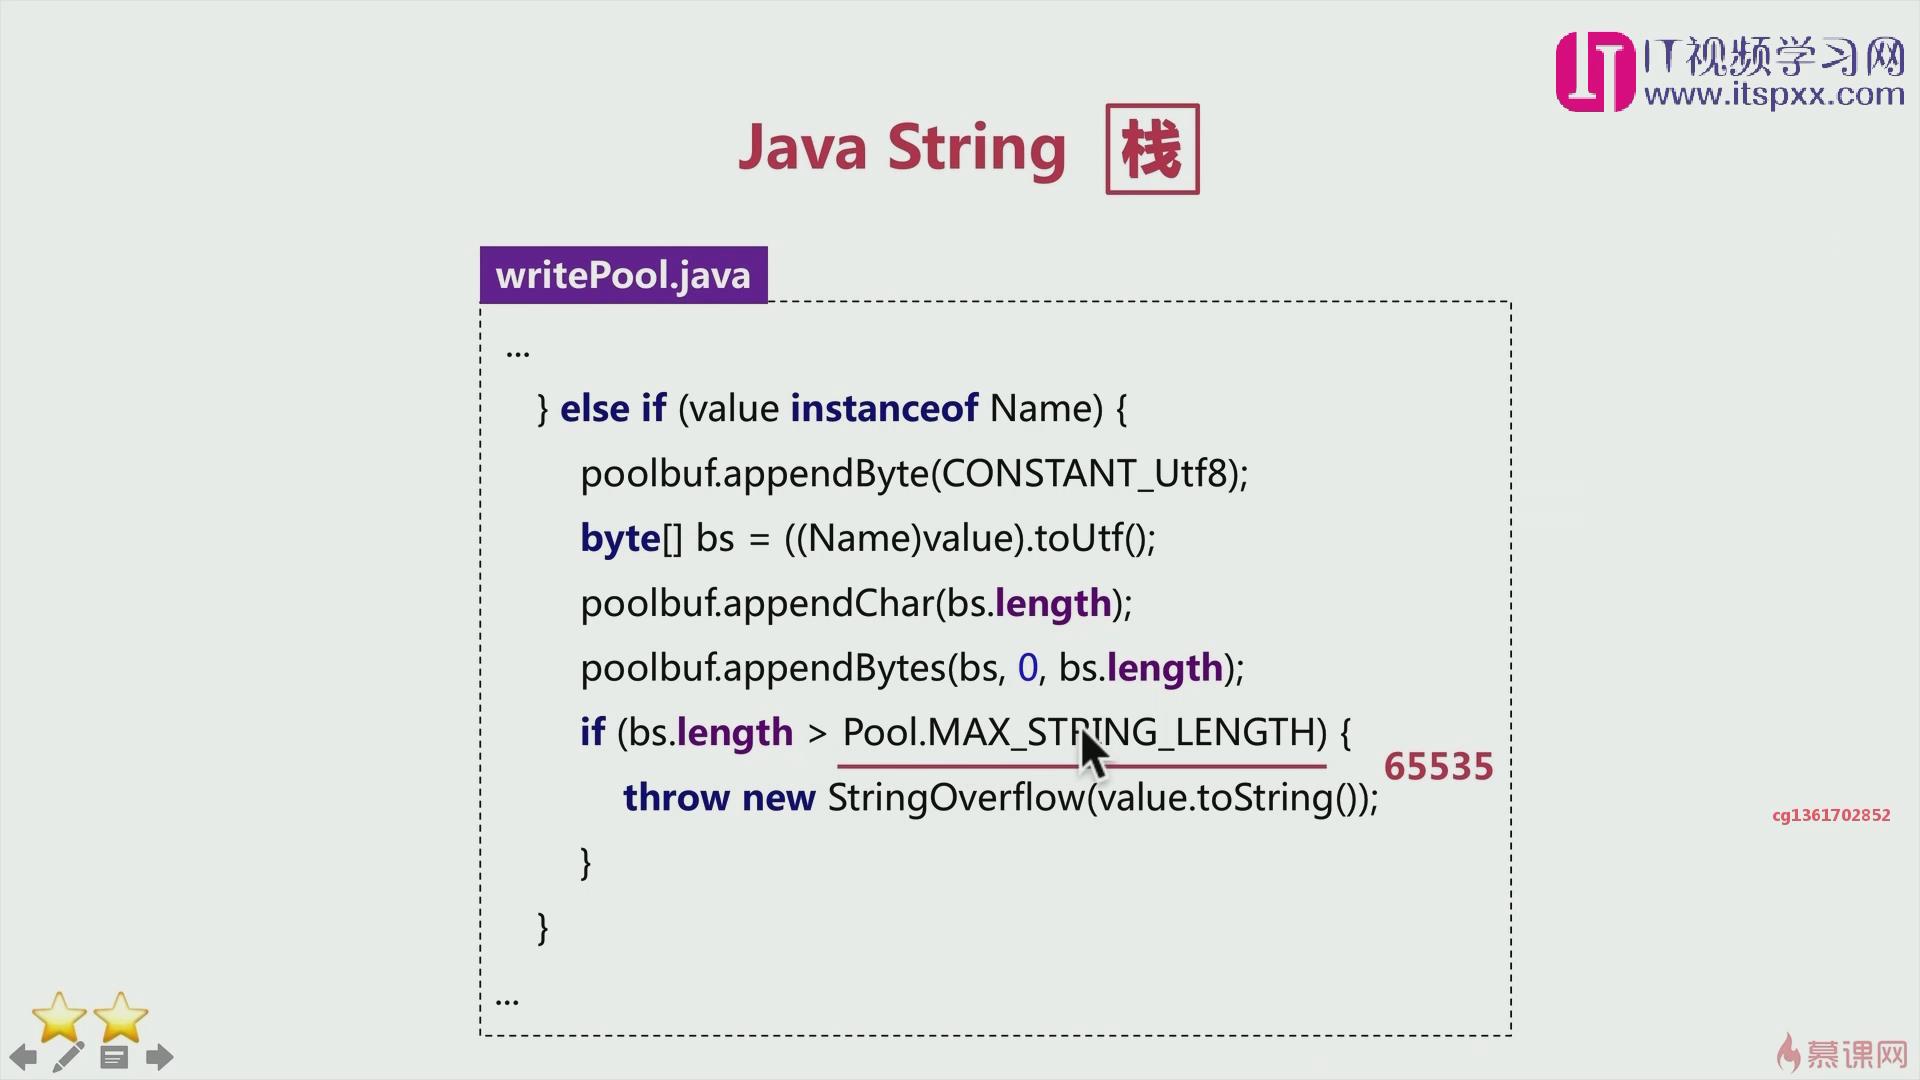 IT视频学习网
www.itspxx.com
Java String 栈
writePool.java
...
} else if (value instanceof Name) {
poolbuf.appendByte(CONSTANT_Utf8);
byte[] bs = ((Name)value).toUtf();
poolbuf.appendChar(bs.length);
poolbuf.appendBytes(bs, 0, bs.length);
if (bs.length > Pool.MAX_STRING_LENGTH) {
65535
throw new StringOverflow(value.toString());
cg1361702852
}
}
...
慕课网